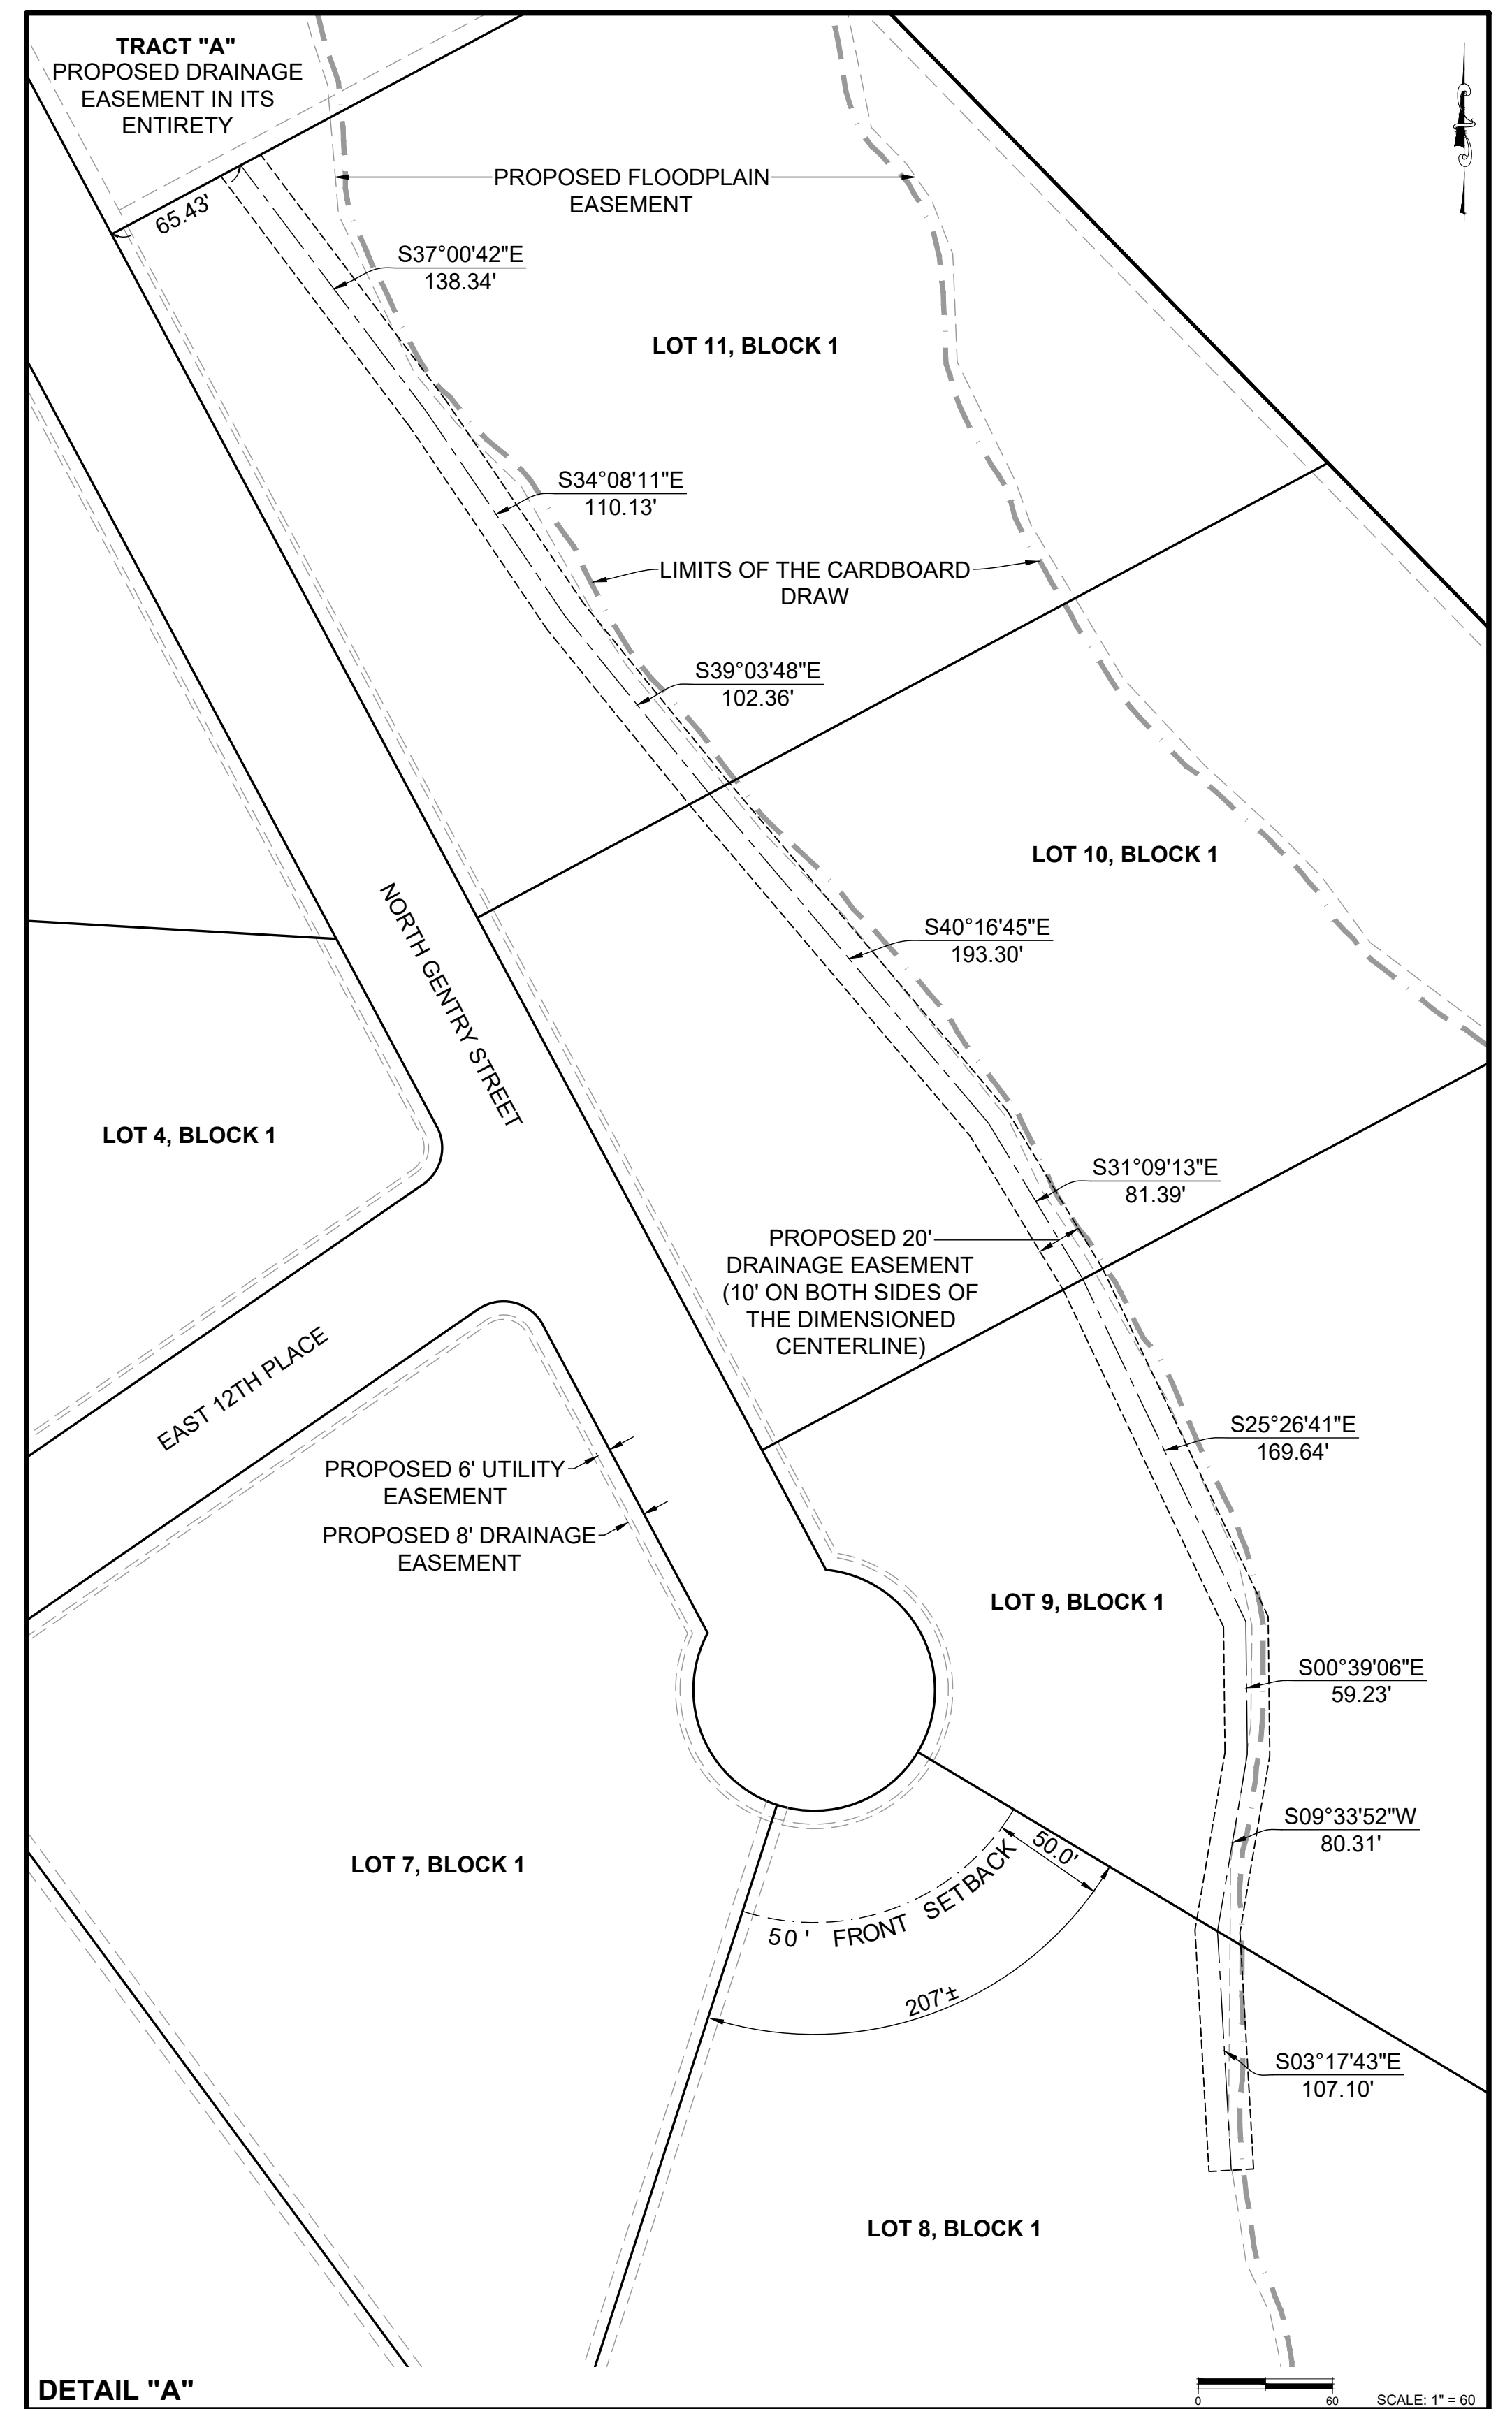 TRACT "A"
PROPOSED DRAINAGE
EASEMENT IN ITS
ENTIRETY
65.43'
PROPOSED FLOODPLAIN
EASEMENT
S37°00'42"E
138.34'
LOT 11, BLOCK 1
S34°08'11"E
110.13'
LIMITS OF THE CARDBOARD
DRAW
S39°03'48"E
102.36'
LOT 10, BLOCK 1
NORTH GENTRY STREET
S40°16'45"E
193.30'
LOT 4, BLOCK 1
S31°09'13"E
81.39'
PROPOSED 20'
DRAINAGE EASEMENT
(10' ON BOTH SIDES OF
THE DIMENSIONED
CENTERLINE)
EAST 12TH PLACE
S25°26'41"E
169.64'
PROPOSED 6' UTILITY
EASEMENT
PROPOSED 8' DRAINAGE
EASEMENT
LOT 9, BLOCK 1
S00°39'06"E
59.23'
S09°33'52"W
80.31'
LOT 7, BLOCK 1
50.0'
50' FRONT SETBACK
207'±
S03°17'43"E
107.10'
LOT 8, BLOCK 1
DETAIL "A"
0
60
SCALE: 1" = 60